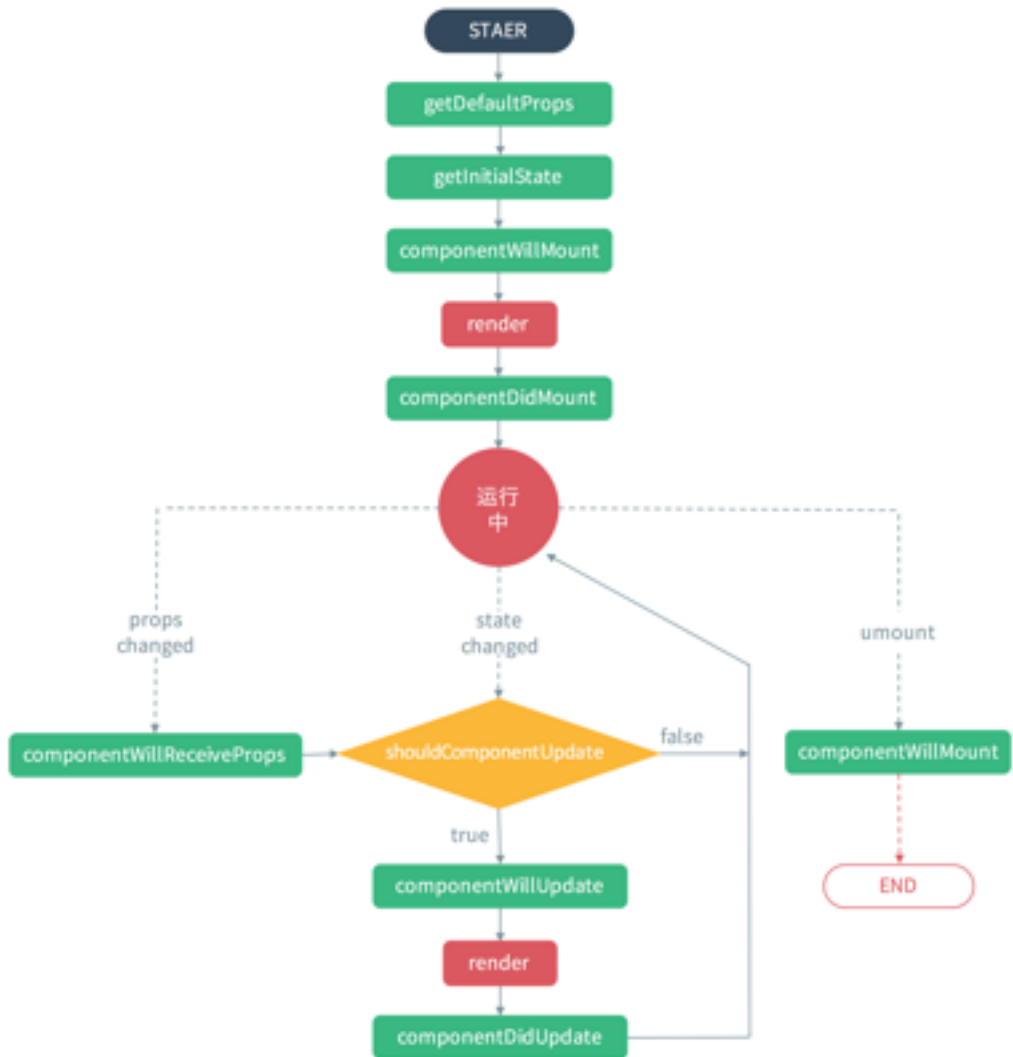 STAER
getDefaultProps
getInitialState
componentWillMount
render
componentDidMount
运行
中
props
changed
state
changed
umount
componentWillReceiveProps
shouldComponentUpdate
false
componentWillMount
true
componentWillUpdate
END
render
componentDidUpdate